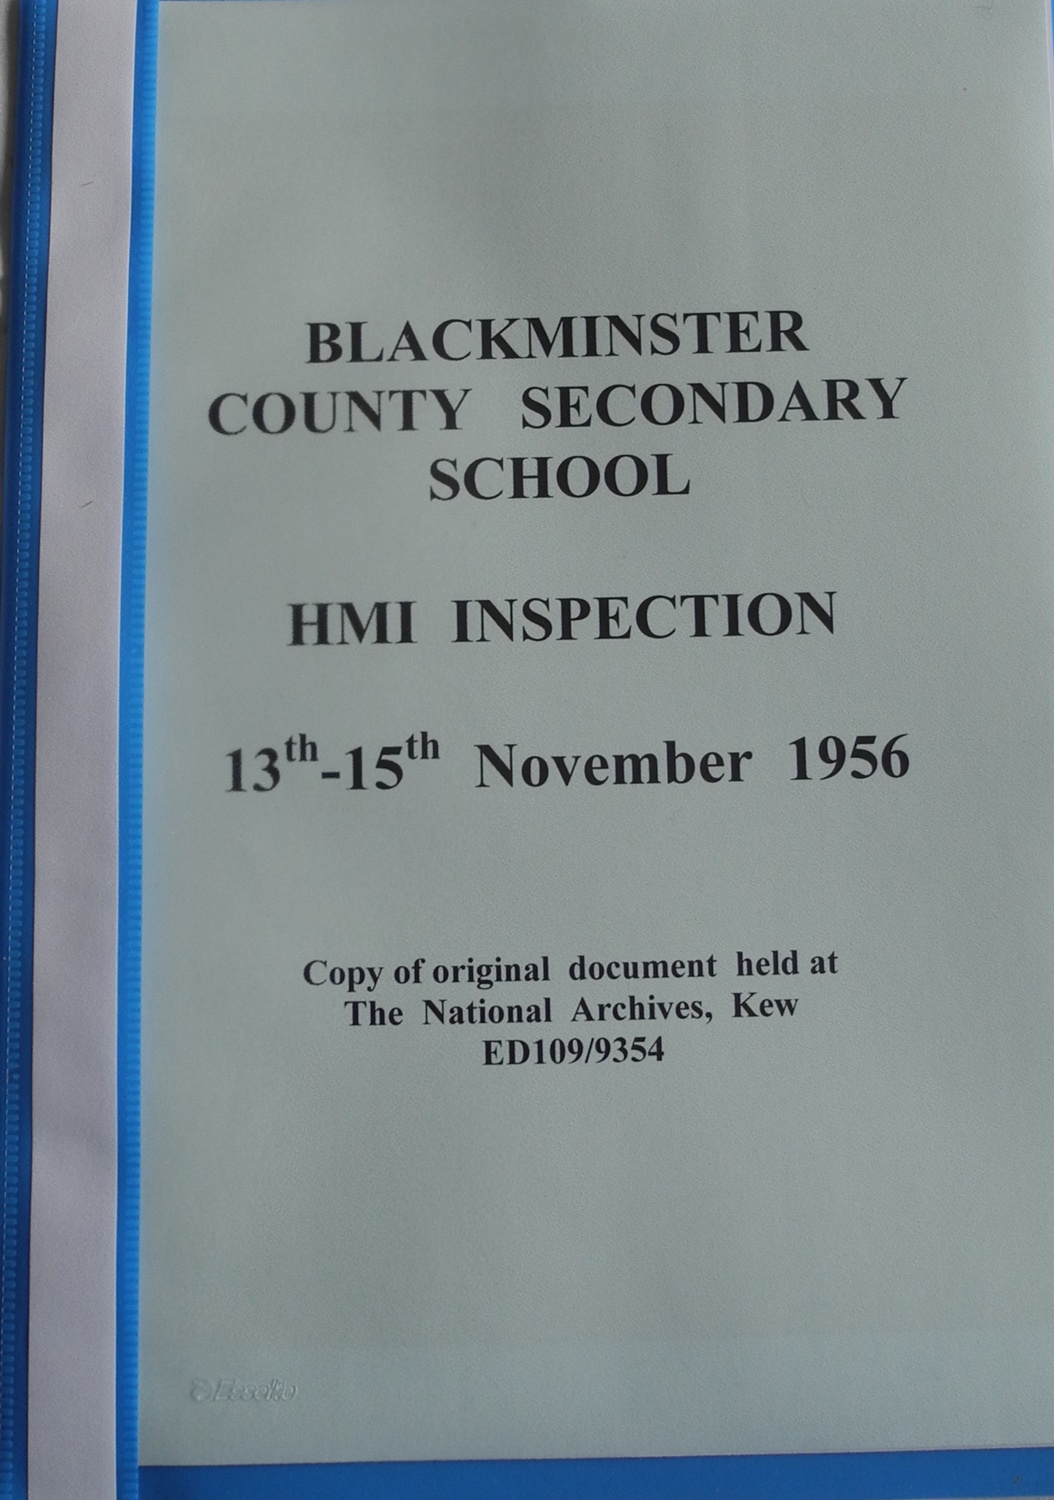 BLACKMINSTER
COUNTY SECONDARY
SCHOOL
HMI INSPECTION
13th-15th November 1956
Copy of original document held at
The National Archives, Kew
ED109/9354